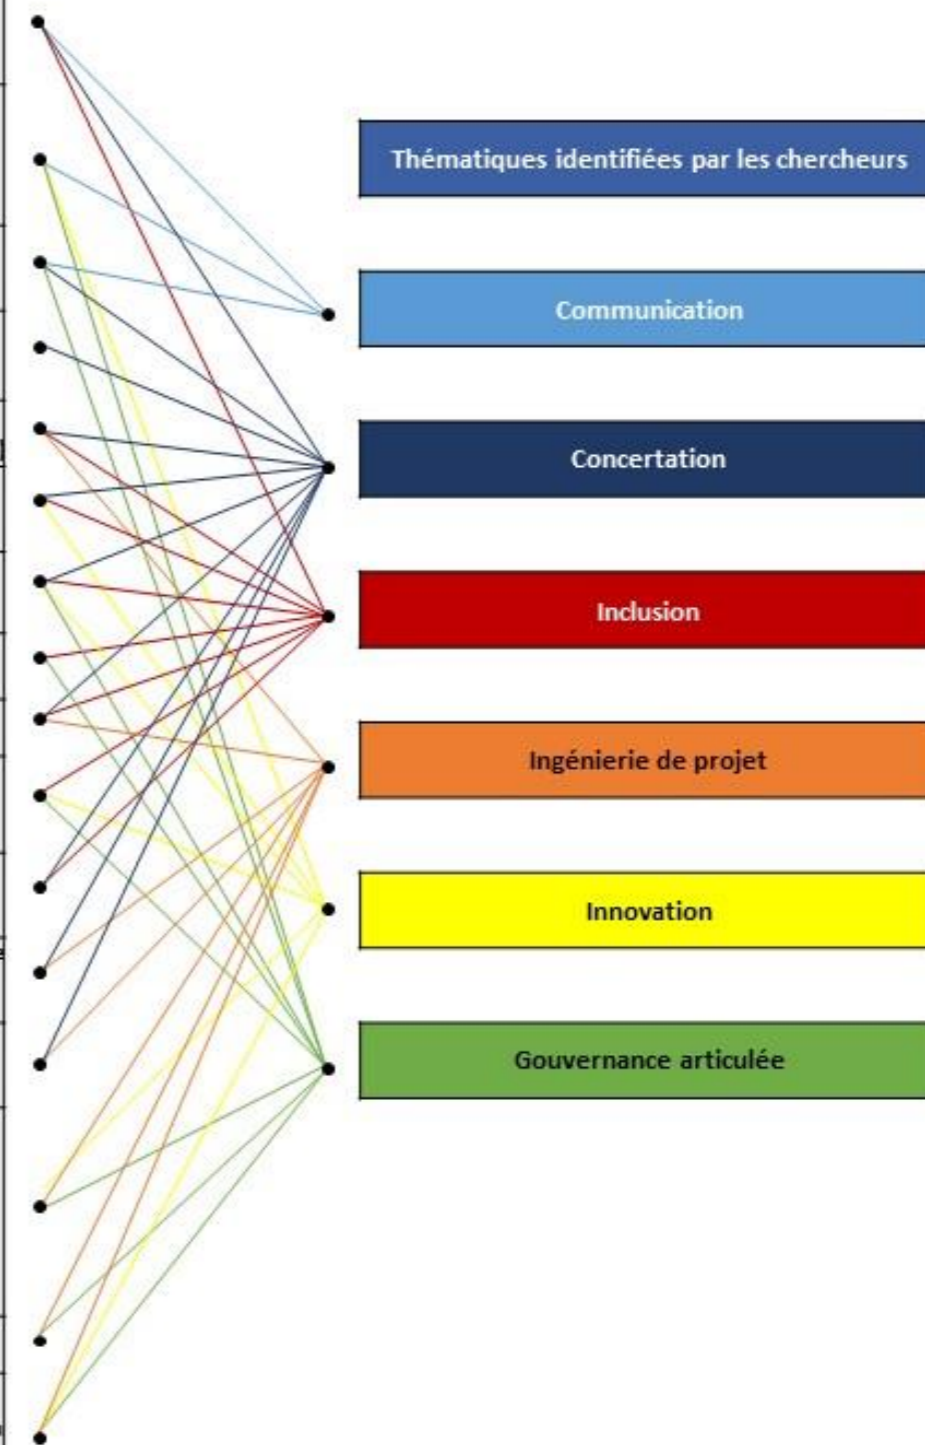 Thématiques identifiées par les chercheurs
Communication
Concertation
Inclusion
Ingénierie de projet
Innovation
Gouvernance articulée